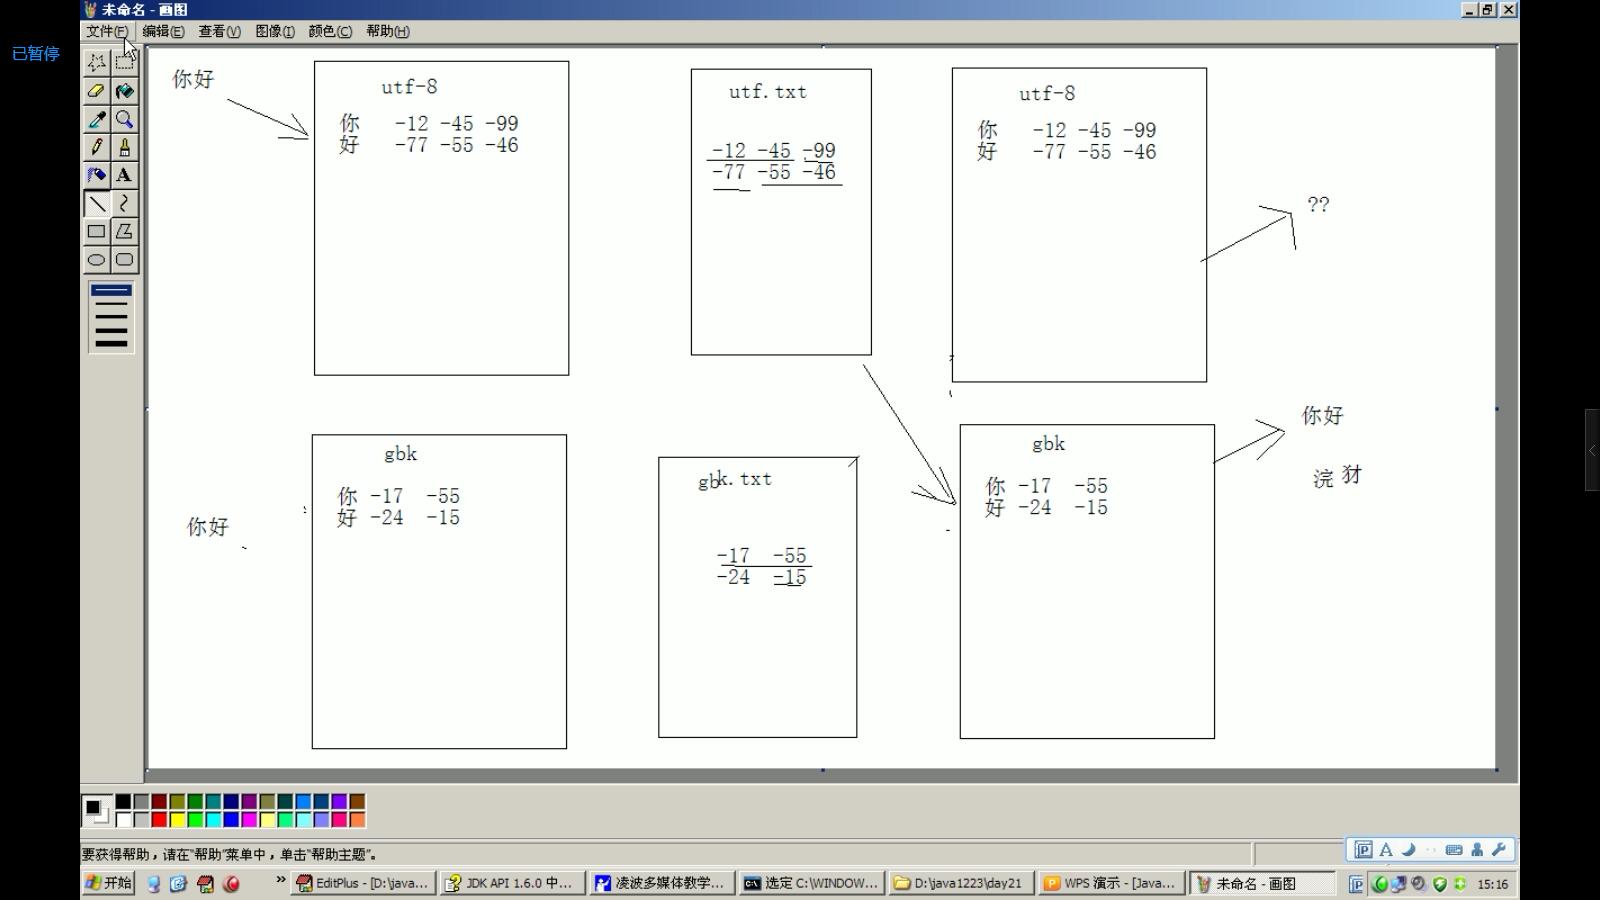 未命名 - 画图
文件(F) 编辑(E) 查看(V) 图像(I) 颜色(C) 帮助(H)
已暂停
你好
utf-8
你 -12 -45 -99
好 -77 -55 -46
utf.txt
-12 -45 -99
-77 -55 -46
utf-8
你 -12 -45 -99
好 -77 -55 -46
??
你好
gbk
你 -17 -55
好 -24 -15
gbk.txt
-17 -55
-24 -15
gbk
你 -17 -55
好 -24 -15
你好
浣 犲
要获得帮助，请在“帮助”菜单中，单击“帮助主题”。
开始 » EditPlus - [D:\java... JDK API 1.6.0 中... 凌波多媒体教学... 选定 C:\WINDOW... D:\java1223\day21 WPS 演示 - [Java... 未命名 - 画图 15:16